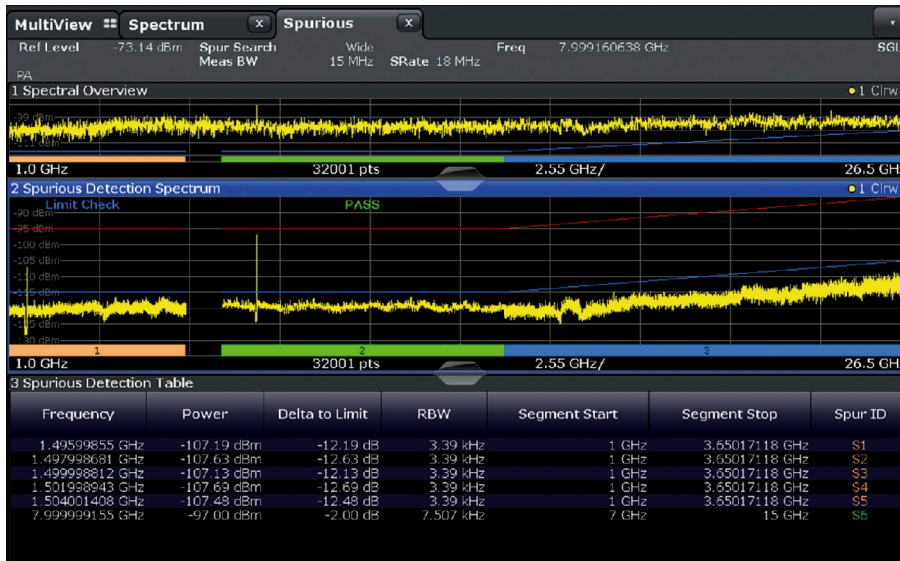 MultiView Spectrum x Spurious x
Ref Level -73.14 dBm Spur Search Wide Freq 7.999160638 GHz SGL
Meas BW 15 MHz SRate 18 MHz
PA
1 Spectral Overview 1 Clrw
-99 dBm
1.0 GHz 32001 pts 2.55 GHz/ 26.5 GH
2 Spurious Detection Spectrum 1 Clrw
Limit Check PASS
-90 dBm
-95 dBm
-100 dBm
-105 dBm
1 2 3
1.0 GHz 32001 pts 2.55 GHz/ 26.5 GH
3 Spurious Detection Table
Frequency Power Delta to Limit RBW Segment Start Segment Stop Spur ID
1.49599855 GHz -107.19 dBm -12.19 dB 3.39 kHz 1 GHz 3.65017118 GHz S1
1.497998681 GHz -107.63 dBm -12.63 dB 3.39 kHz 1 GHz 3.65017118 GHz S2
1.499998812 GHz -107.13 dBm -12.13 dB 3.39 kHz 1 GHz 3.65017118 GHz S3
1.501998943 GHz -107.69 dBm -12.69 dB 3.39 kHz 1 GHz 3.65017118 GHz S4
1.504001408 GHz -107.48 dBm -12.48 dB 3.39 kHz 1 GHz 3.65017118 GHz S5
7.999999155 GHz -97.00 dBm -2.00 dB 7.507 kHz 7 GHz 15 GHz S6